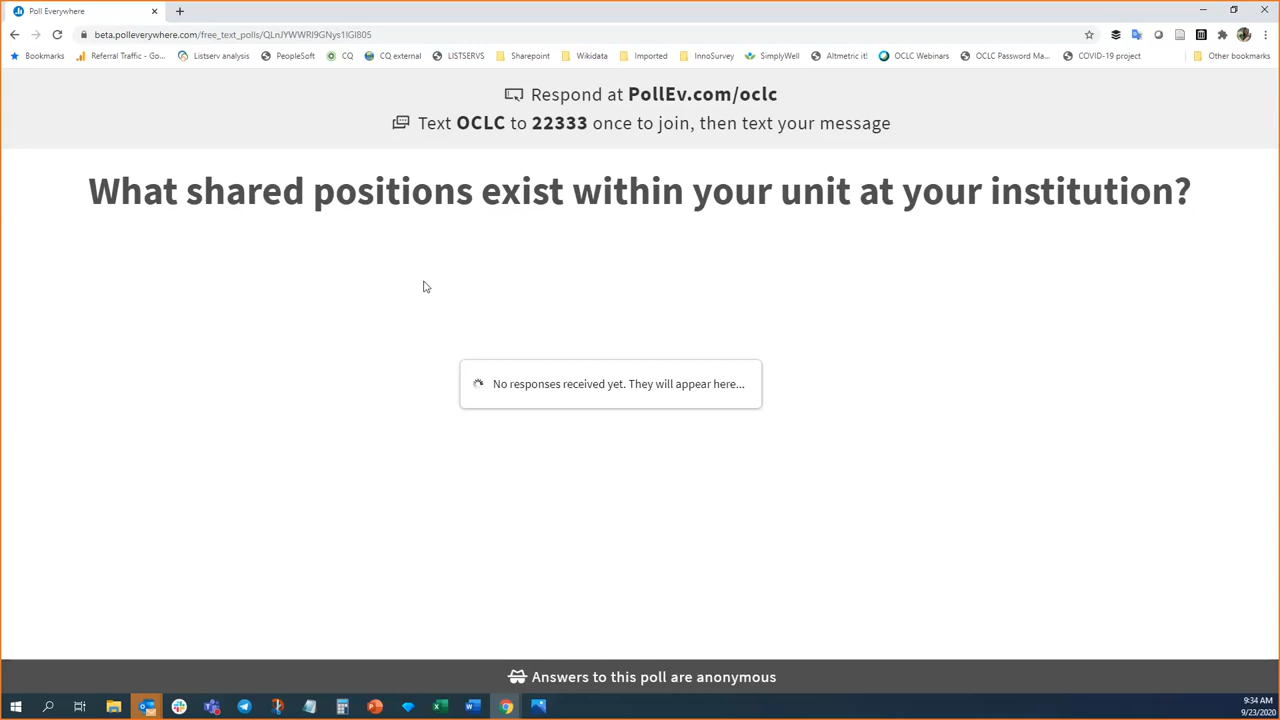 Poll Everywhere
beta.polleverywhere.com/free_text_polls/QLnJYWWRI9GNys1IGI805
Bookmarks Referral Traffic - Go... Listserv analysis PeopleSoft CQ CQ external LISTSERVS Sharepoint Wikidata Imported InnoSurvey SimplyWell Altmetric it! OCLC Webinars OCLC Password Ma... COVID-19 project Other bookmarks
Respond at PollEv.com/oclc
Text OCLC to 22333 once to join, then text your message
What shared positions exist within your unit at your institution?
No responses received yet. They will appear here...
Answers to this poll are anonymous
9:34 AM
9/23/2020